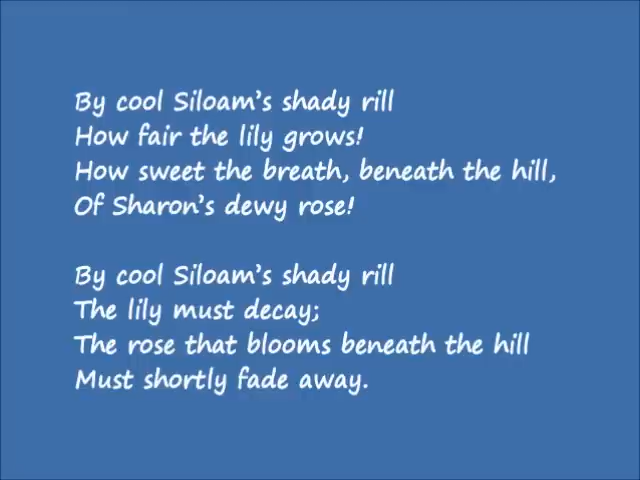 By cool Siloam's shady rill
How fair the lily grows!
How sweet the breath, beneath the hill,
Of Sharon's dewy rose!
By cool Siloam's shady rill
The lily must decay;
The rose that blooms beneath the hill
Must shortly fade away.